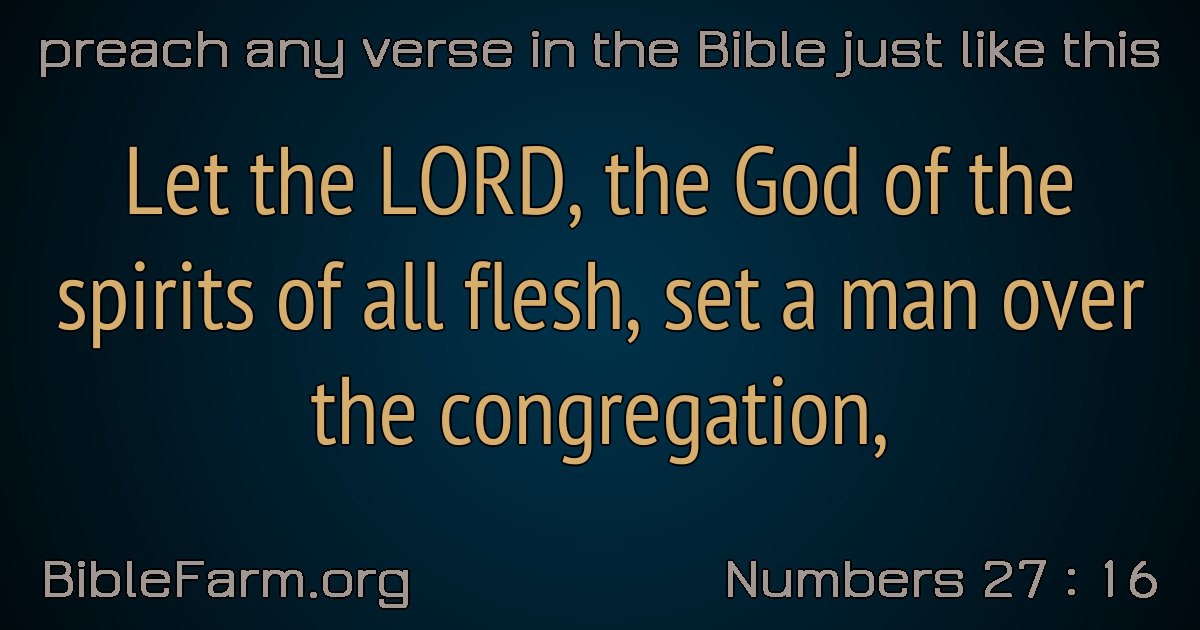 preach any verse in the Bible just like this
Let the LORD, the God of the
spirits of all flesh, set a man over
the congregation,
BibleFarm.org
Numbers 27 : 16